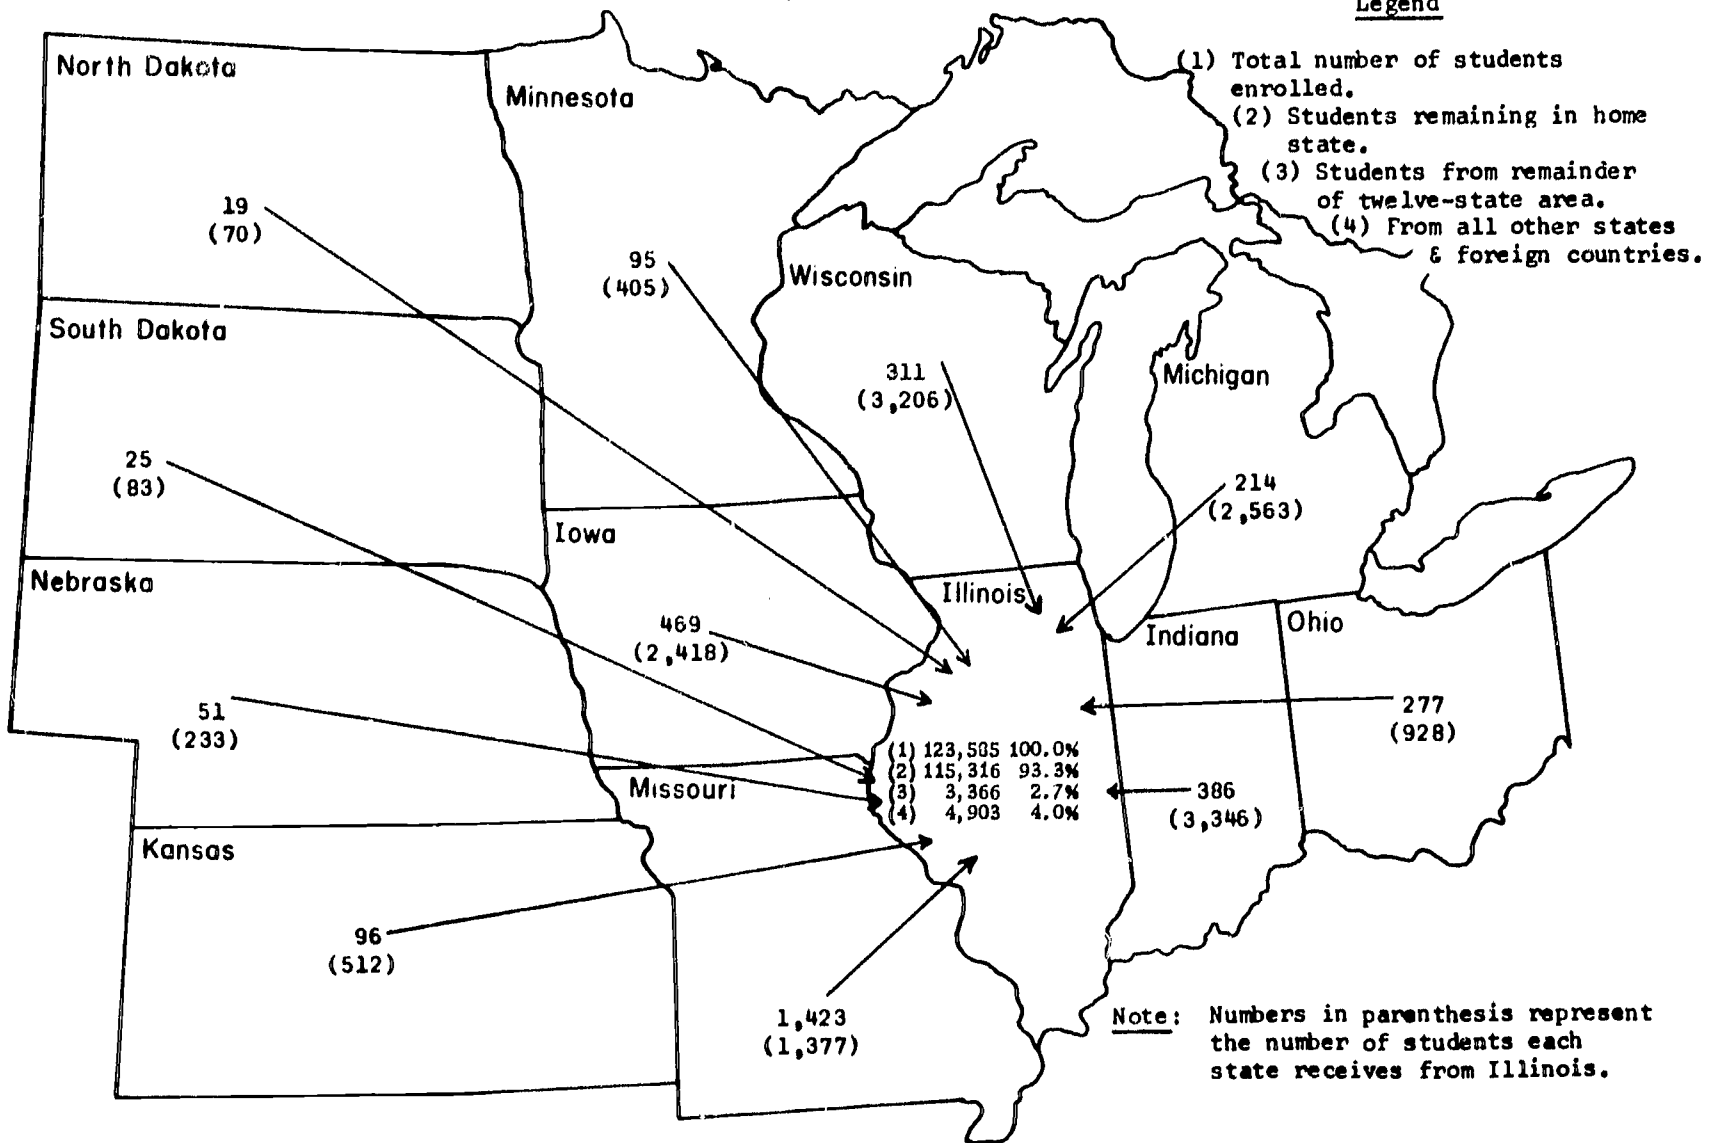 Legend
(1) Total number of students
enrolled.
(2) Students remaining in home
state.
(3) Students from remainder
of twelve-state area.
(4) From all other states
& foreign countries.
North Dakota
19
(70)
Minnesota
95
(405)
Wisconsin
311
(3,206)
Michigan
214
(2,563)
South Dakota
25
(83)
Iowa
469
(2,418)
Nebraska
51
(233)
Illinois
(1) 123,585 100.0%
(2) 115,316 93.3%
(3) 3,366 2.7%
(4) 4,903 4.0%
Indiana
386
(3,346)
Ohio
277
(928)
Missouri
1,423
(1,377)
Kansas
96
(512)
Note: Numbers in parenthesis represent
the number of students each
state receives from Illinois.